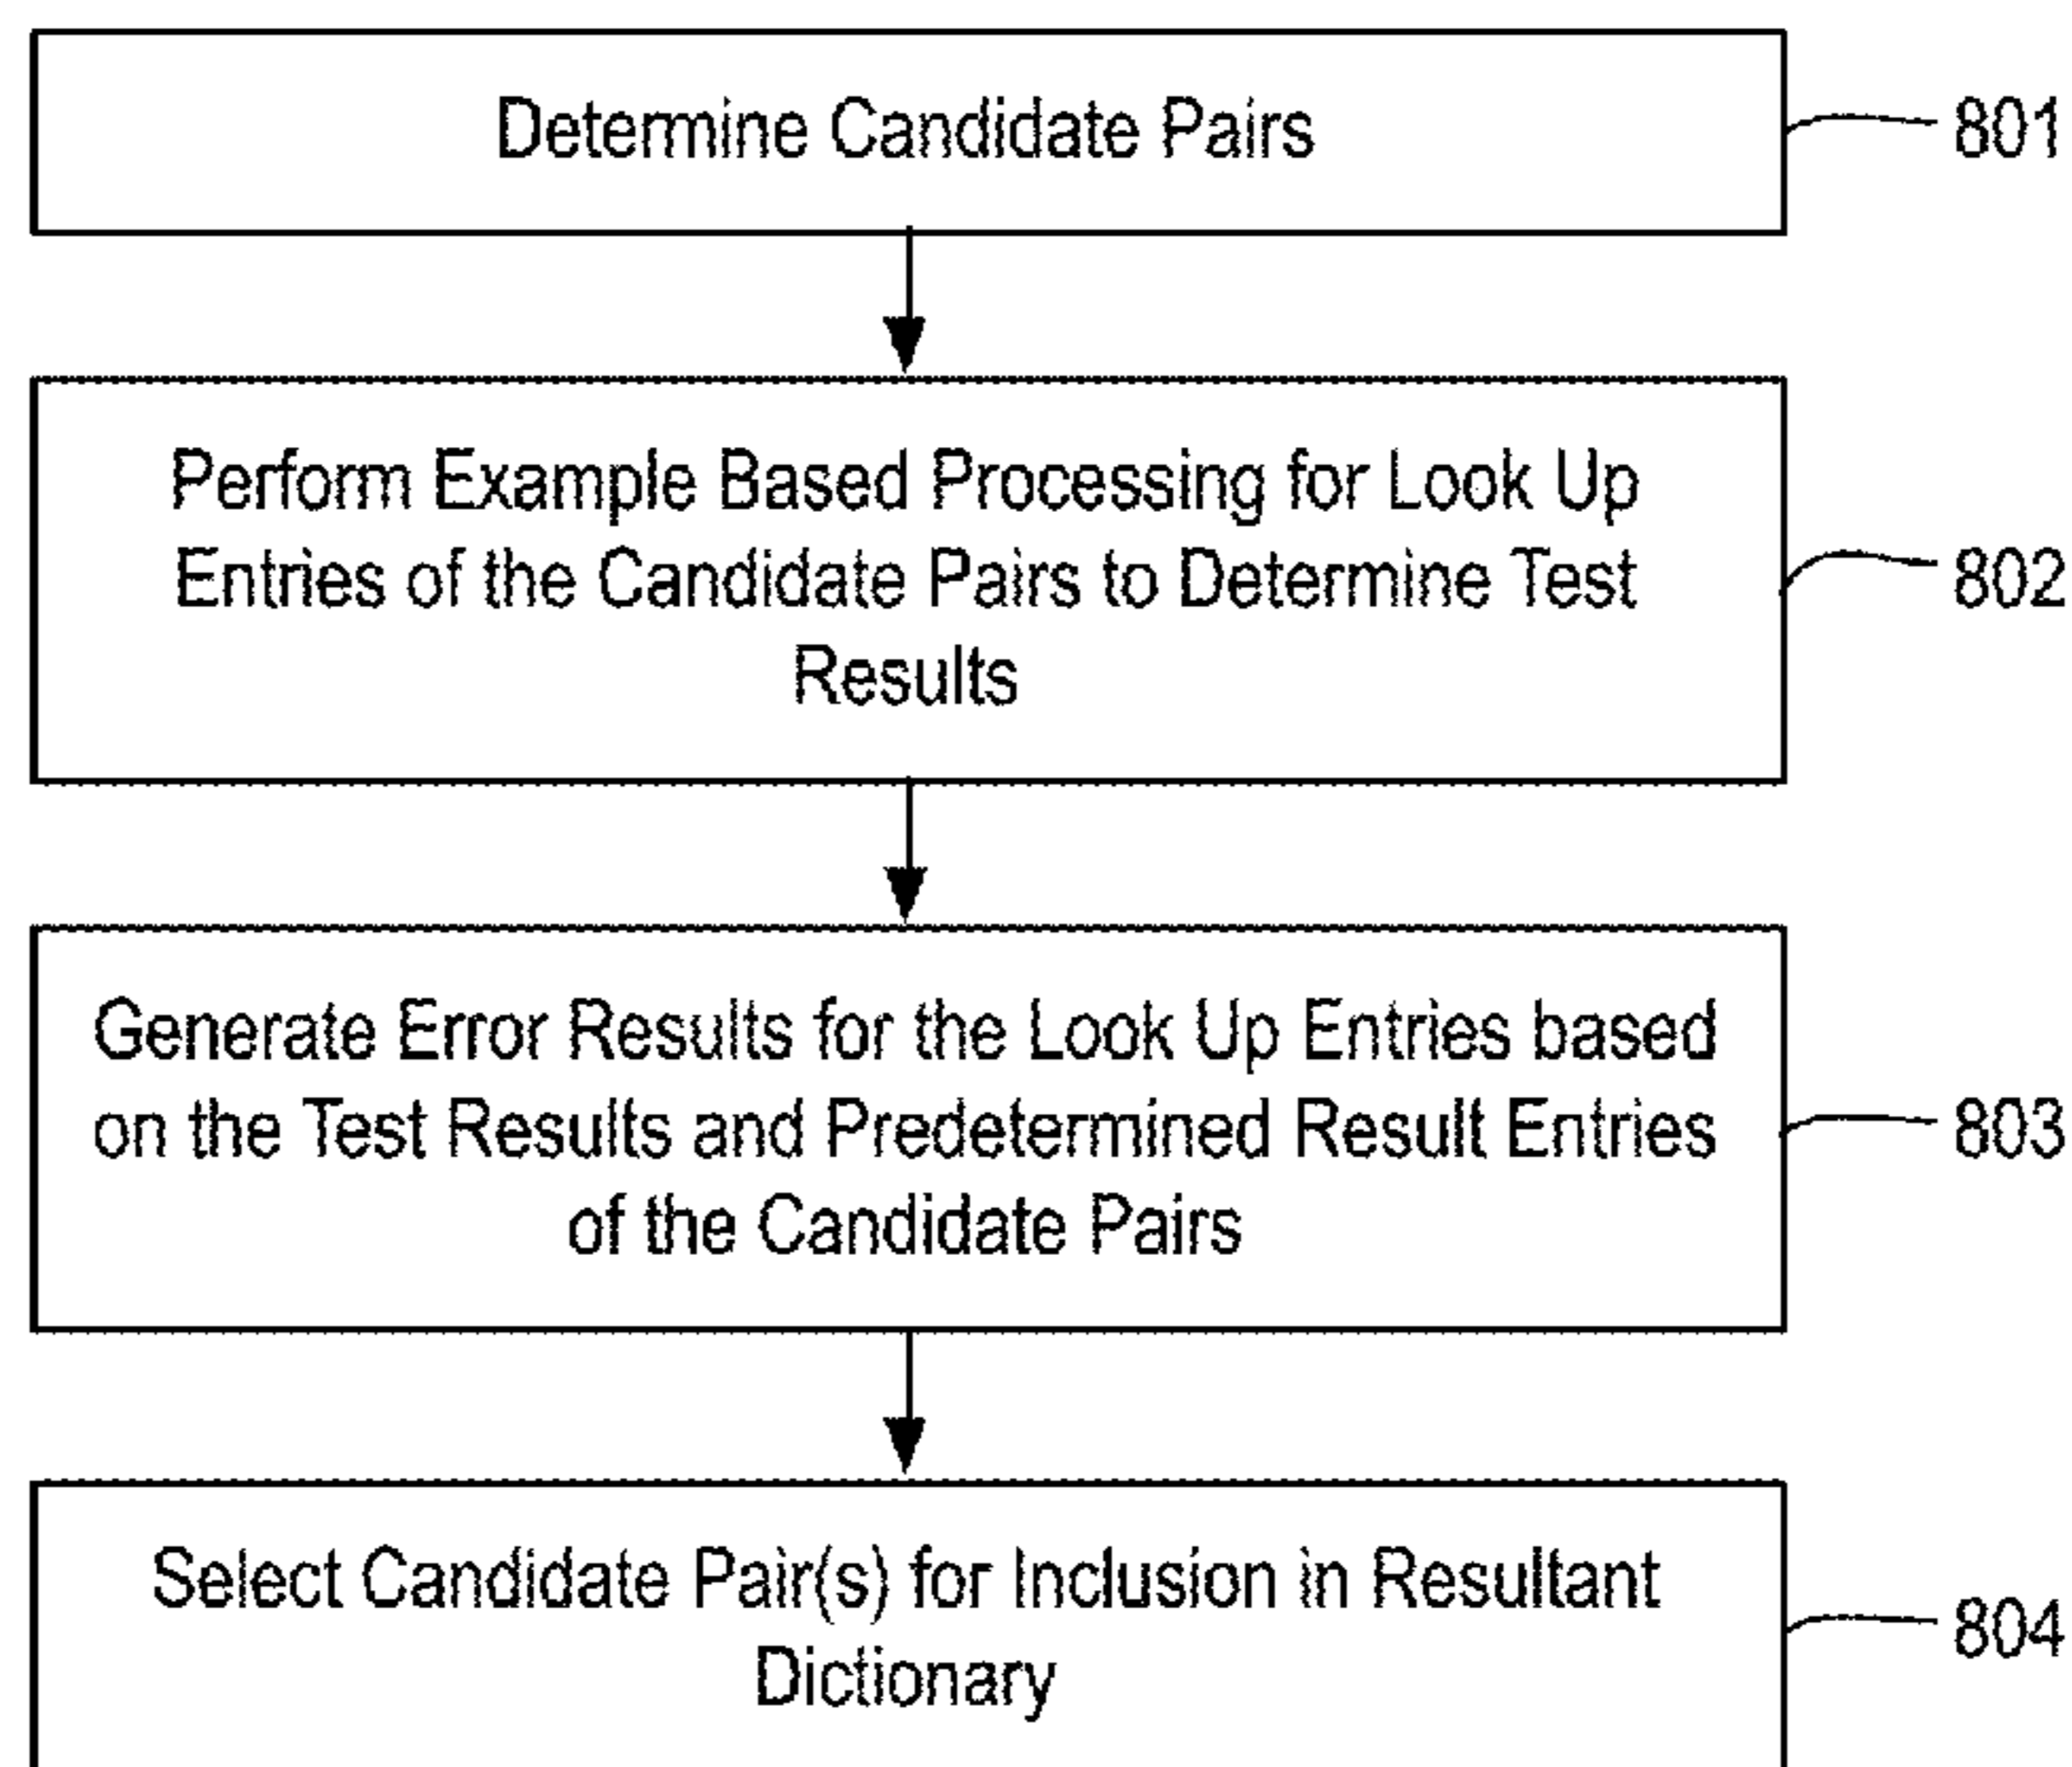 Determine Candidate Pairs
801
Perform Example Based Processing for Look Up
Entries of the Candidate Pairs to Determine Test
Results
802
Generate Error Results for the Look Up Entries based
on the Test Results and Predetermined Result Entries
of the Candidate Pairs
803
Select Candidate Pair(s) for Inclusion in Resultant
Dictionary
804